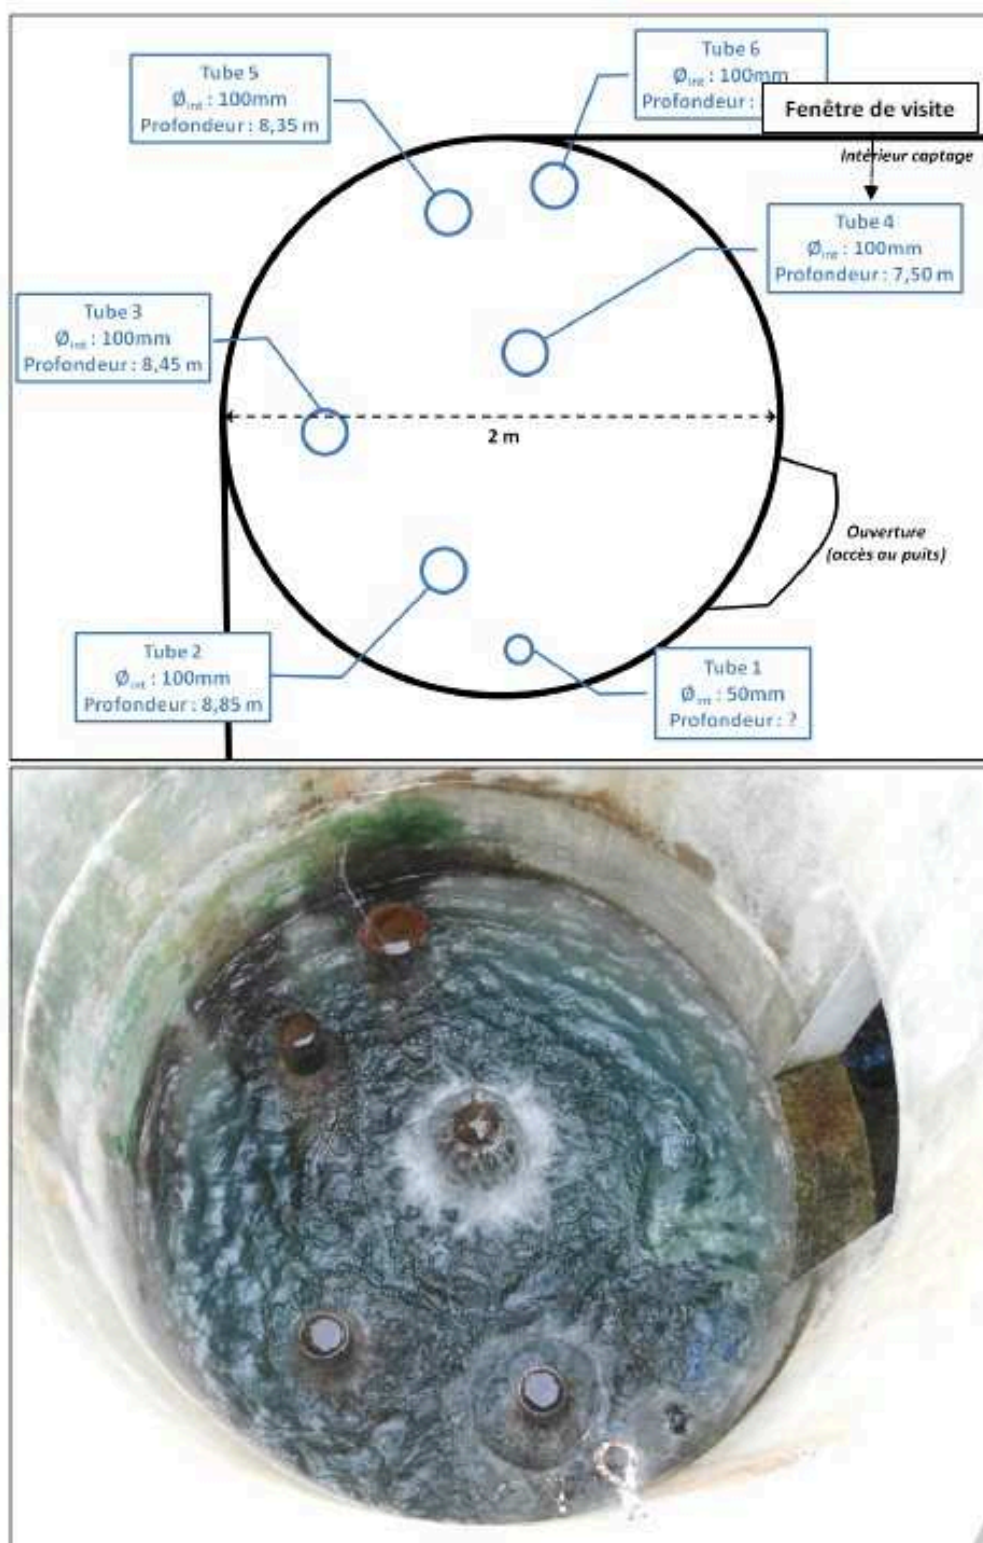 Tube 6
Ø int : 100mm
Profondeur :
Fenêtre de visite
Intérieur captage
Tube 5
Ø int : 100mm
Profondeur : 8,35 m
Tube 4
Ø int : 100mm
Profondeur : 7,50 m
Tube 3
Ø int : 100mm
Profondeur : 8,45 m
2 m
Ouverture
(accès au puits)
Tube 2
Ø int : 100mm
Profondeur : 8,85 m
Tube 1
Ø int : 50mm
Profondeur : ?